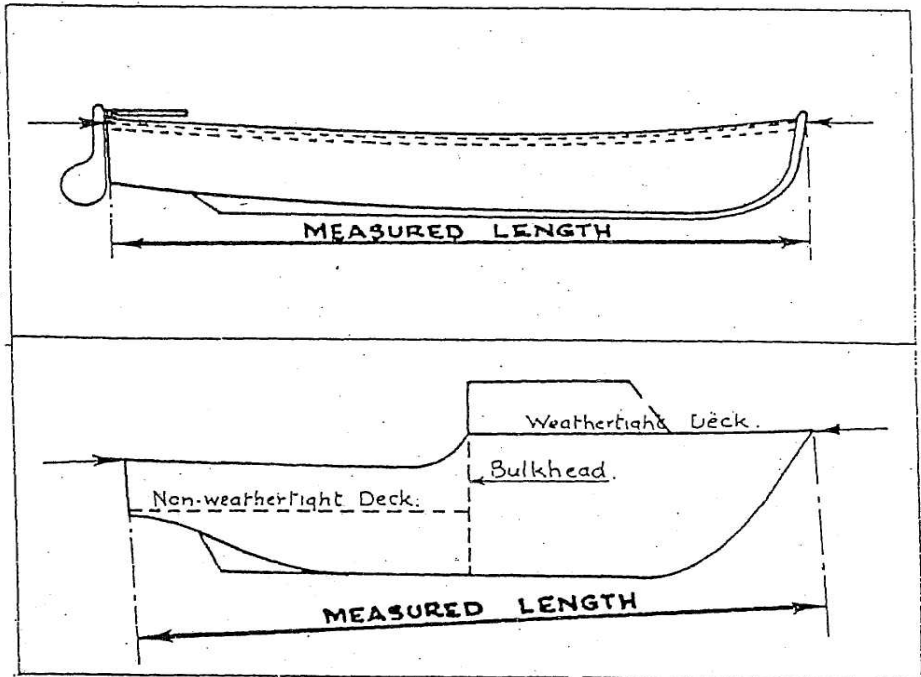 MEASURED LENGTH
Weathertight Deck.
Bulkhead.
Non-weathertight Deck.
MEASURED LENGTH